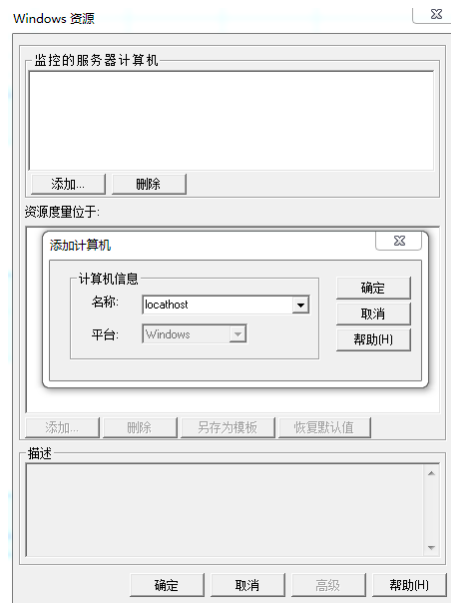 Windows 资源
监控的服务器计算机
添加...
删除
资源度量位于:
添加计算机
计算机信息
名称:
locathost
平台:
Windows
确定
取消
帮助(H)
添加...
删除
另存为模板
恢复默认值
描述
确定
取消
高级
帮助(H)